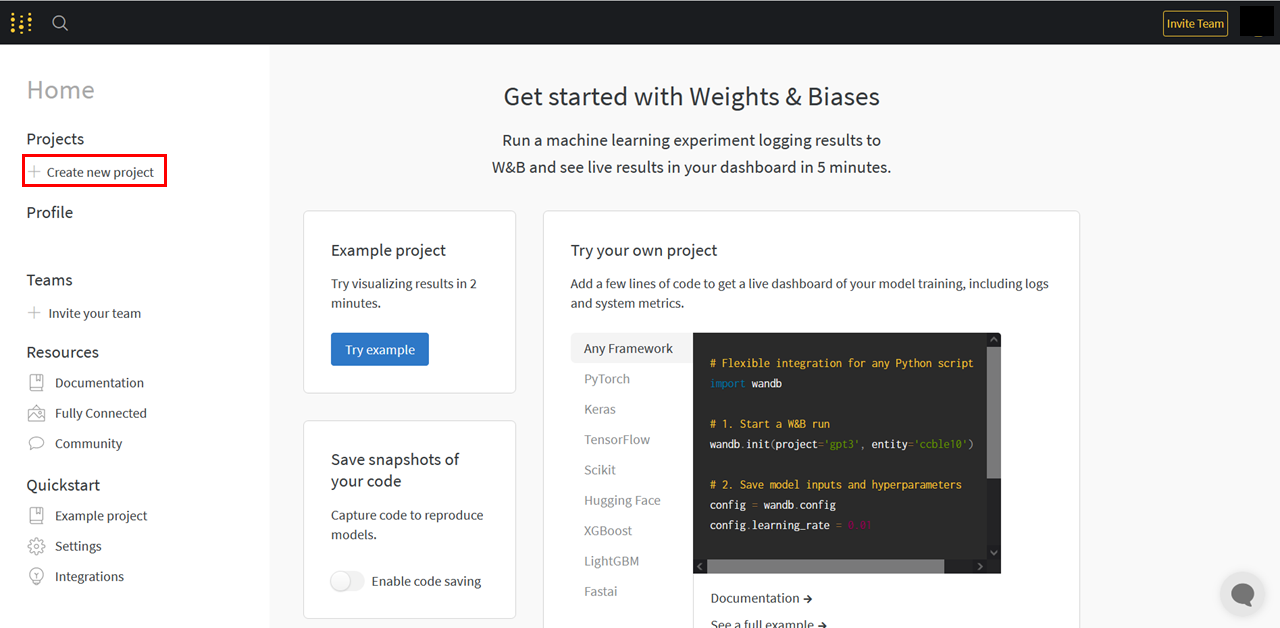 Invite Team
Home
Projects
Create new project
Profile
Teams
Invite your team
Resources
Documentation
Fully Connected
Community
Quickstart
Example project
Settings
Integrations
Get started with Weights & Biases
Run a machine learning experiment logging results to
W&B and see live results in your dashboard in 5 minutes.
Example project
Try visualizing results in 2
minutes.
Try example
Save snapshots of
your code
Capture code to reproduce
models.
Enable code saving
Try your own project
Add a few lines of code to get a live dashboard of your model training, including logs
and system metrics.
Any Framework
PyTorch
Keras
TensorFlow
Scikit
Hugging Face
XGBoost
LightGBM
Fastai
# Flexible integration for any Python script
import wandb
# 1. Start a W&B run
wandb.init(project='gpt3', entity='ccble10')
# 2. Save model inputs and hyperparameters
config = wandb.config
config.learning_rate = 0.01
Documentation →
See a full example →